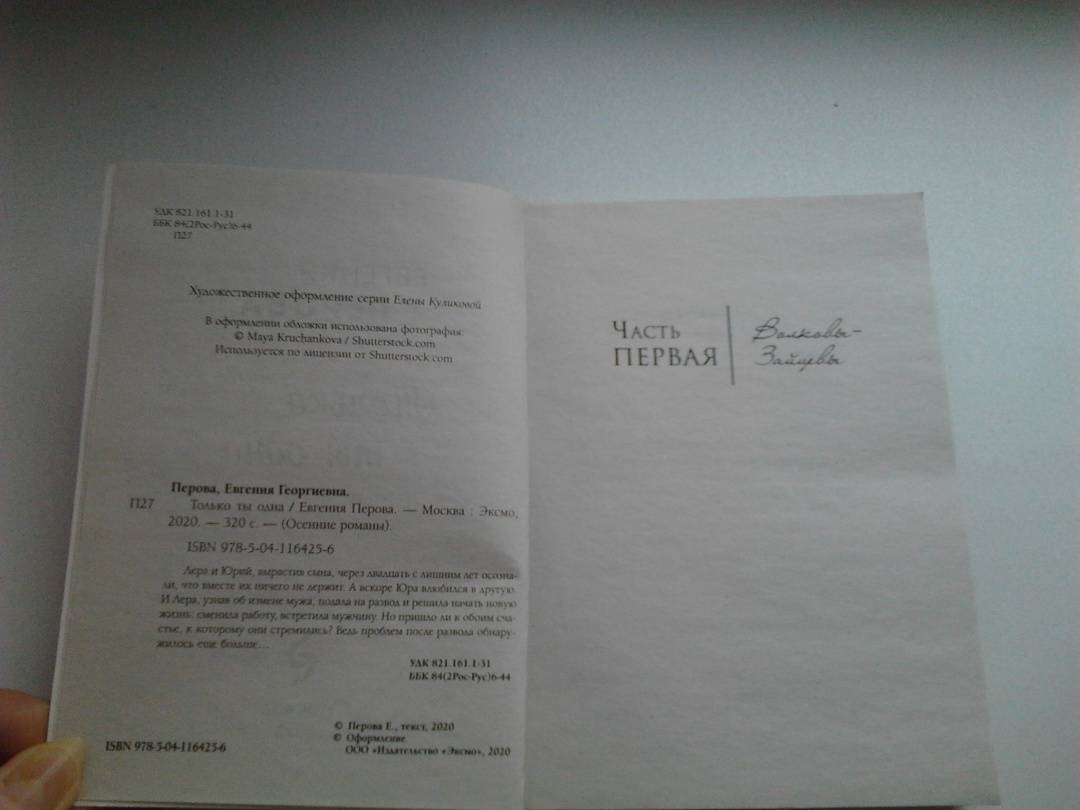 УДК 821.161.1-31
ББК 84(2Рос-Рус)6-44
П27
Художественное оформление серии Елены Куликовой
В оформлении обложки использована фотография:
© Maya Kruchankova / Shutterstock.com
Используется по лицензии от Shutterstock.com
Перова, Евгения Георгиевна.
П27 Только ты одна / Евгения Перова. — Москва : Эксмо,
2020. — 320 с. — (Осенние романы).
ISBN 978-5-04-116425-6
Лера и Юрий, вырастив сына, через двадцать с лишним лет осозна-
ли, что вместе их ничего не держит. А вскоре Юра влюбился в другую.
И Лера, узнав об измене мужа, подала на развод и решила начать новую
жизнь: сменила работу, встретила мужчину. Но пришло ли к обоим сча-
стье, к которому они стремились? Ведь проблем после развода обнару-
жилось еще больше...
УДК 821.161.1-31
ББК 84(2Рос-Рус)6-44
© Перова Е., текст, 2020
© Оформление.
ООО «Издательство «Эксмо», 2020
ISBN 978-5-04-116425-6
Часть
ПЕРВАЯ
Волковы-
Зайцевы